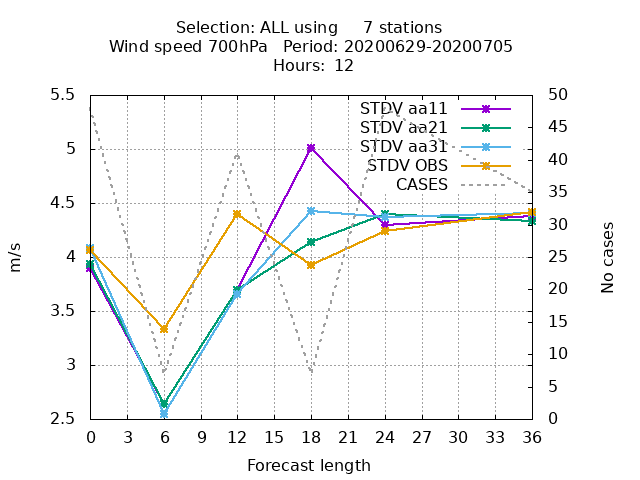 Selection: ALL using     7 stations
Wind speed 700hPa   Period: 20200629-20200705
Hours:  12
STDV aa11
STDV aa21
STDV aa31
STDV OBS
CASES
5.5
5
4.5
4
3.5
3
2.5
m/s
50
45
40
35
30
25
20
15
10
5
0
No cases
0 3 6 9 12 15 18 21 24 27 30 33 36
Forecast length